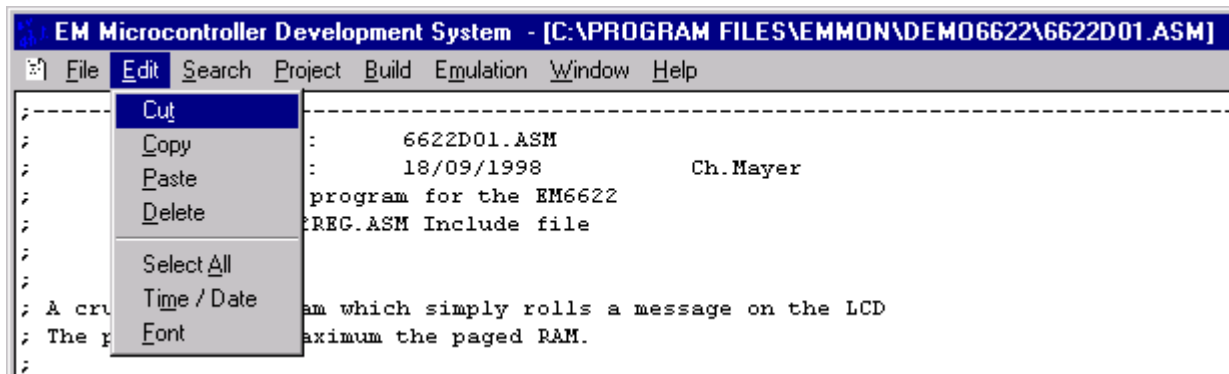 EM Microcontroller Development System - [C:\PROGRAM FILES\EMMON\DEMO6622\6622D01.ASM]
File Edit Search Project Build Emulation Window Help
Cut
Copy
Paste
Delete
Select All
Time / Date
Font
;-----------------------------------------------------------------------
; : 6622D01.ASM
; : 18/09/1998 Ch.Mayer
; program for the EM6622
; REG.ASM Include file
;
;
; A cru am which simply rolls a message on the LCD
; The p aximum the paged RAM.
;